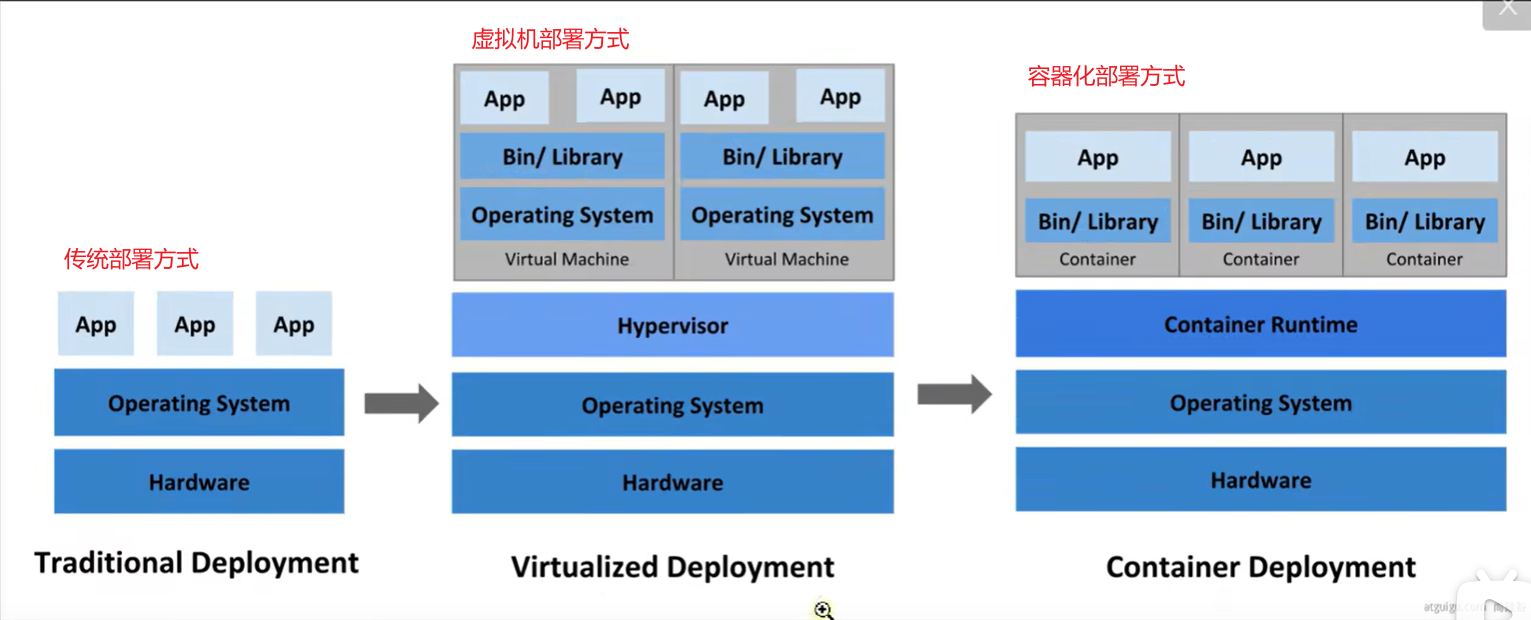 传统部署方式
App App App
Operating System
Hardware
Traditional Deployment
虚拟机部署方式
App App App App
Bin/ Library Bin/ Library
Operating System Operating System
Virtual Machine Virtual Machine
Hypervisor
Operating System
Hardware
Virtualized Deployment
容器化部署方式
App App App
Bin/ Library Bin/ Library Bin/ Library
Container Container Container
Container Runtime
Operating System
Hardware
Container Deployment